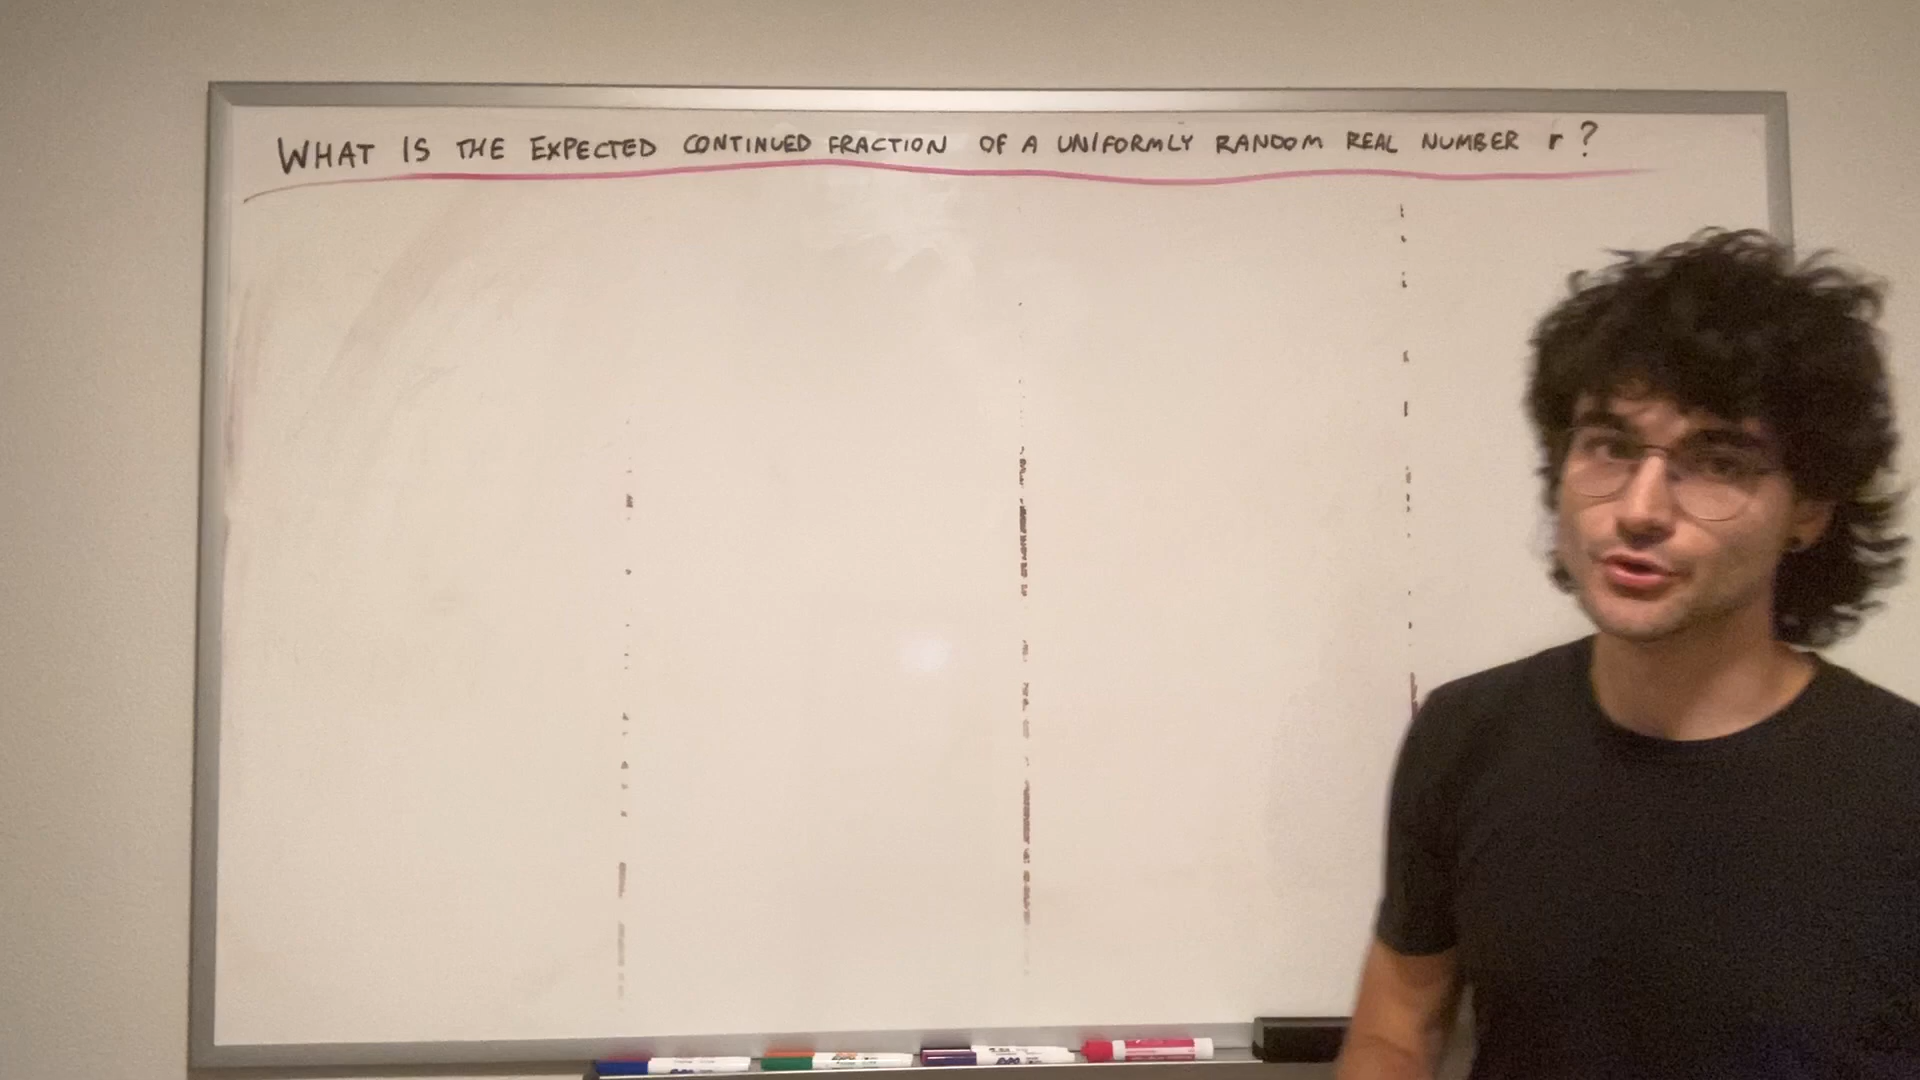 WHAT IS THE EXPECTED CONTINUED FRACTION OF A UNIFORMLY RANDOM REAL NUMBER r?